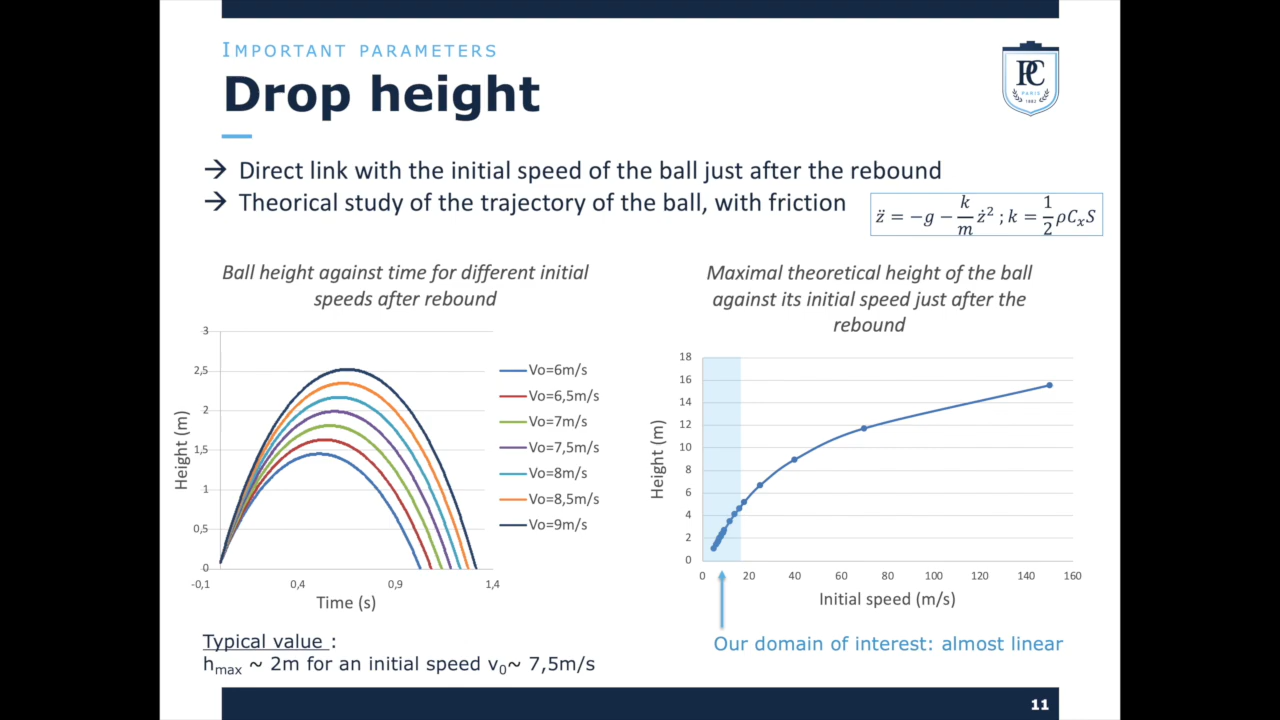 IMPORTANT PARAMETERS
Drop height
PC
PARIS
1882
→ Direct link with the initial speed of the ball just after the rebound
→ Theorical study of the trajectory of the ball, with friction
z̈ = −g − k/m ż² ; k = 1/2 ρCₓS
Ball height against time for different initial
speeds after rebound
3
2,5
2
1,5
1
0,5
0
-0,1 0,4 0,9 1,4
Height (m)
Time (s)
Vo=6m/s
Vo=6,5m/s
Vo=7m/s
Vo=7,5m/s
Vo=8m/s
Vo=8,5m/s
Vo=9m/s
Maximal theoretical height of the ball
against its initial speed just after the
rebound
18
16
14
12
10
8
6
4
2
0
0 20 40 60 80 100 120 140 160
Height (m)
Initial speed (m/s)
Typical value :
hmax ~ 2m for an initial speed v0~ 7,5m/s
Our domain of interest: almost linear
11